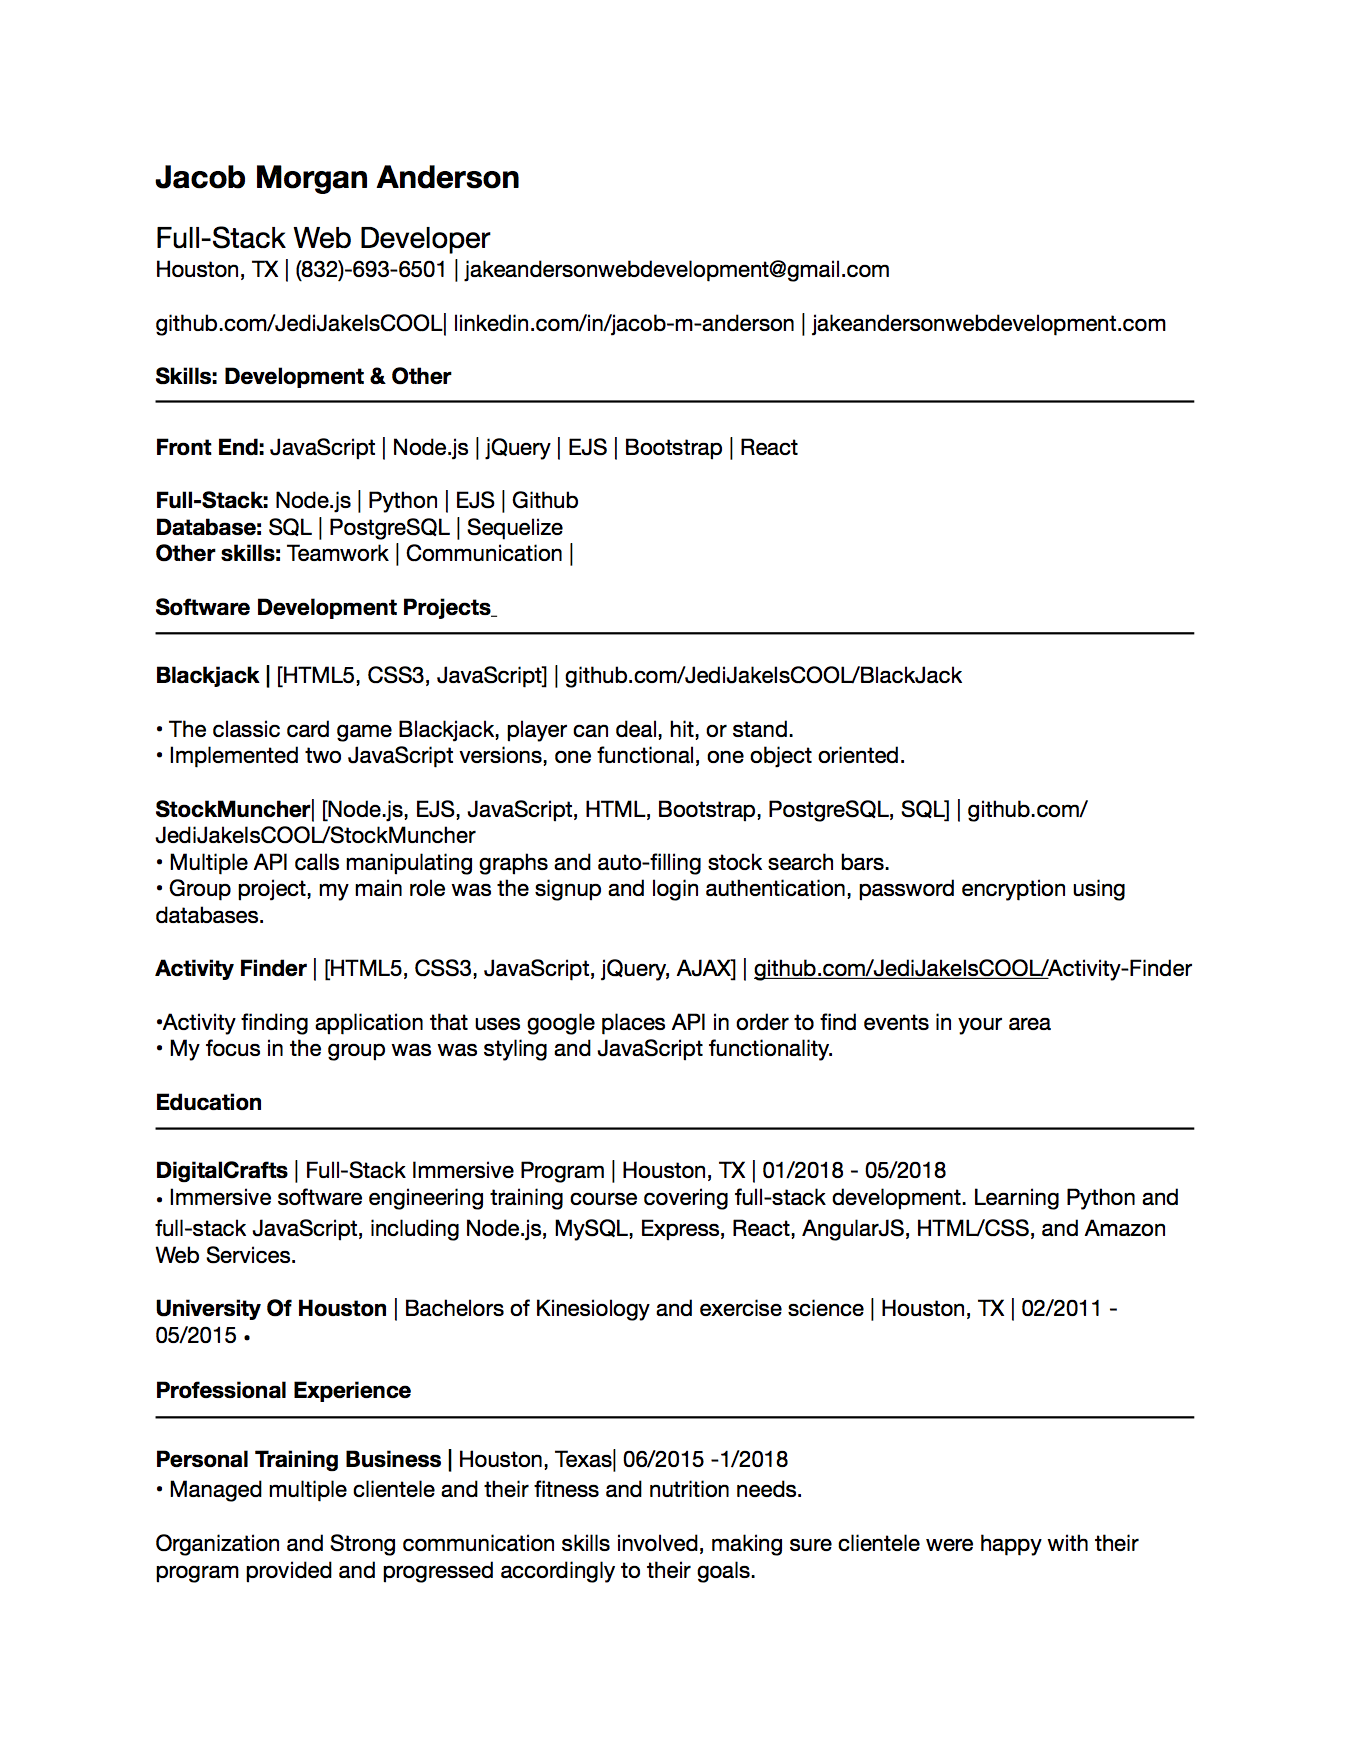 Jacob Morgan Anderson
Full-Stack Web Developer
Houston, TX | (832)-693-6501 | jakeandersonwebdevelopment@gmail.com
github.com/JediJakeIsCOOL| linkedin.com/in/jacob-m-anderson | jakeandersonwebdevelopment.com
Skills: Development & Other
Front End: JavaScript | Node.js | jQuery | EJS | Bootstrap | React
Full-Stack: Node.js | Python | EJS | Github
Database: SQL | PostgreSQL | Sequelize
Other skills: Teamwork | Communication |
Software Development Projects_
Blackjack | [HTML5, CSS3, JavaScript] | github.com/JediJakeIsCOOL/BlackJack
• The classic card game Blackjack, player can deal, hit, or stand.
• Implemented two JavaScript versions, one functional, one object oriented.
StockMuncher| [Node.js, EJS, JavaScript, HTML, Bootstrap, PostgreSQL, SQL] | github.com/
JediJakeIsCOOL/StockMuncher
• Multiple API calls manipulating graphs and auto-filling stock search bars.
• Group project, my main role was the signup and login authentication, password encryption using
databases.
Activity Finder | [HTML5, CSS3, JavaScript, jQuery, AJAX] | github.com/JediJakeIsCOOL/Activity-Finder
•Activity finding application that uses google places API in order to find events in your area
• My focus in the group was was styling and JavaScript functionality.
Education
DigitalCrafts | Full-Stack Immersive Program | Houston, TX | 01/2018 - 05/2018
• Immersive software engineering training course covering full-stack development. Learning Python and
full-stack JavaScript, including Node.js, MySQL, Express, React, AngularJS, HTML/CSS, and Amazon
Web Services.
University Of Houston | Bachelors of Kinesiology and exercise science | Houston, TX | 02/2011 -
05/2015 •
Professional Experience
Personal Training Business | Houston, Texas| 06/2015 -1/2018
• Managed multiple clientele and their fitness and nutrition needs.
Organization and Strong communication skills involved, making sure clientele were happy with their
program provided and progressed accordingly to their goals.